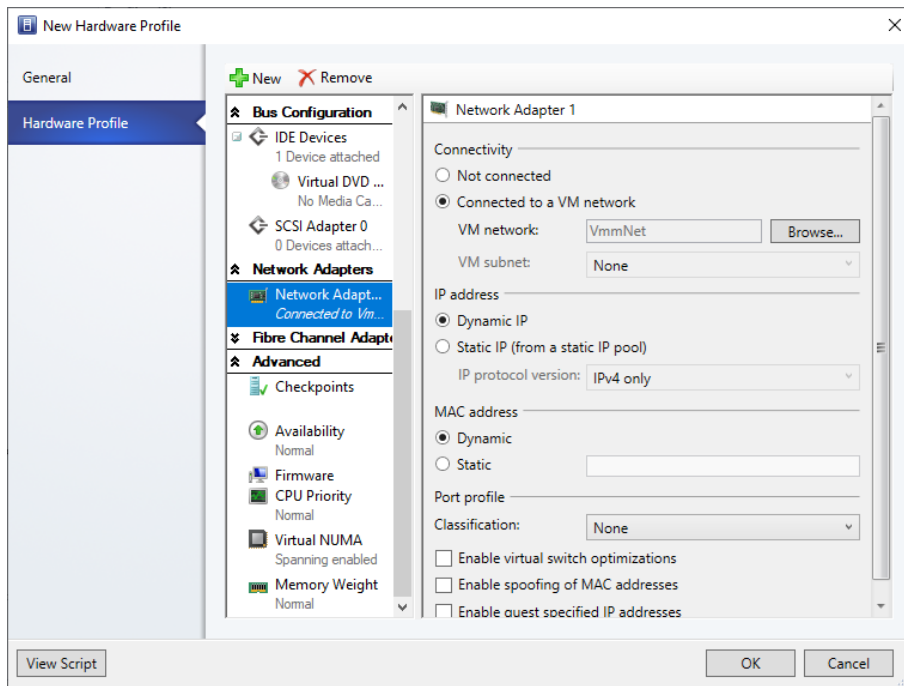 New Hardware Profile
General
Hardware Profile
New Remove
Bus Configuration
IDE Devices
1 Device attached
Virtual DVD ...
No Media Ca...
SCSI Adapter 0
0 Devices attach...
Network Adapters
Network Adapt...
Connected to Vm...
Fibre Channel Adapt
Advanced
Checkpoints
Availability
Normal
Firmware
CPU Priority
Normal
Virtual NUMA
Spanning enabled
Memory Weight
Normal
Network Adapter 1
Connectivity
Not connected
Connected to a VM network
VM network: VmmNet Browse...
VM subnet: None
IP address
Dynamic IP
Static IP (from a static IP pool)
IP protocol version: IPv4 only
MAC address
Dynamic
Static
Port profile
Classification: None
Enable virtual switch optimizations
Enable spoofing of MAC addresses
Enable guest specified IP addresses
View Script OK Cancel